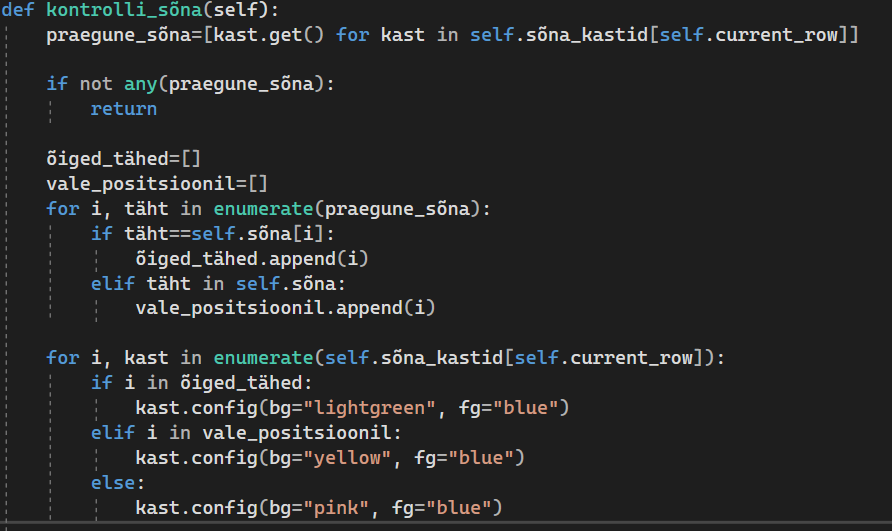 def kontrolli_sõna(self):
    praegune_sõna=[kast.get() for kast in self.sõna_kastid[self.current_row]]

    if not any(praegune_sõna):
        return

    õiged_tähed=[]
    vale_positsioonil=[]
    for i, täht in enumerate(praegune_sõna):
        if täht==self.sõna[i]:
            õiged_tähed.append(i)
        elif täht in self.sõna:
            vale_positsioonil.append(i)

    for i, kast in enumerate(self.sõna_kastid[self.current_row]):
        if i in õiged_tähed:
            kast.config(bg="lightgreen", fg="blue")
        elif i in vale_positsioonil:
            kast.config(bg="yellow", fg="blue")
        else:
            kast.config(bg="pink", fg="blue")